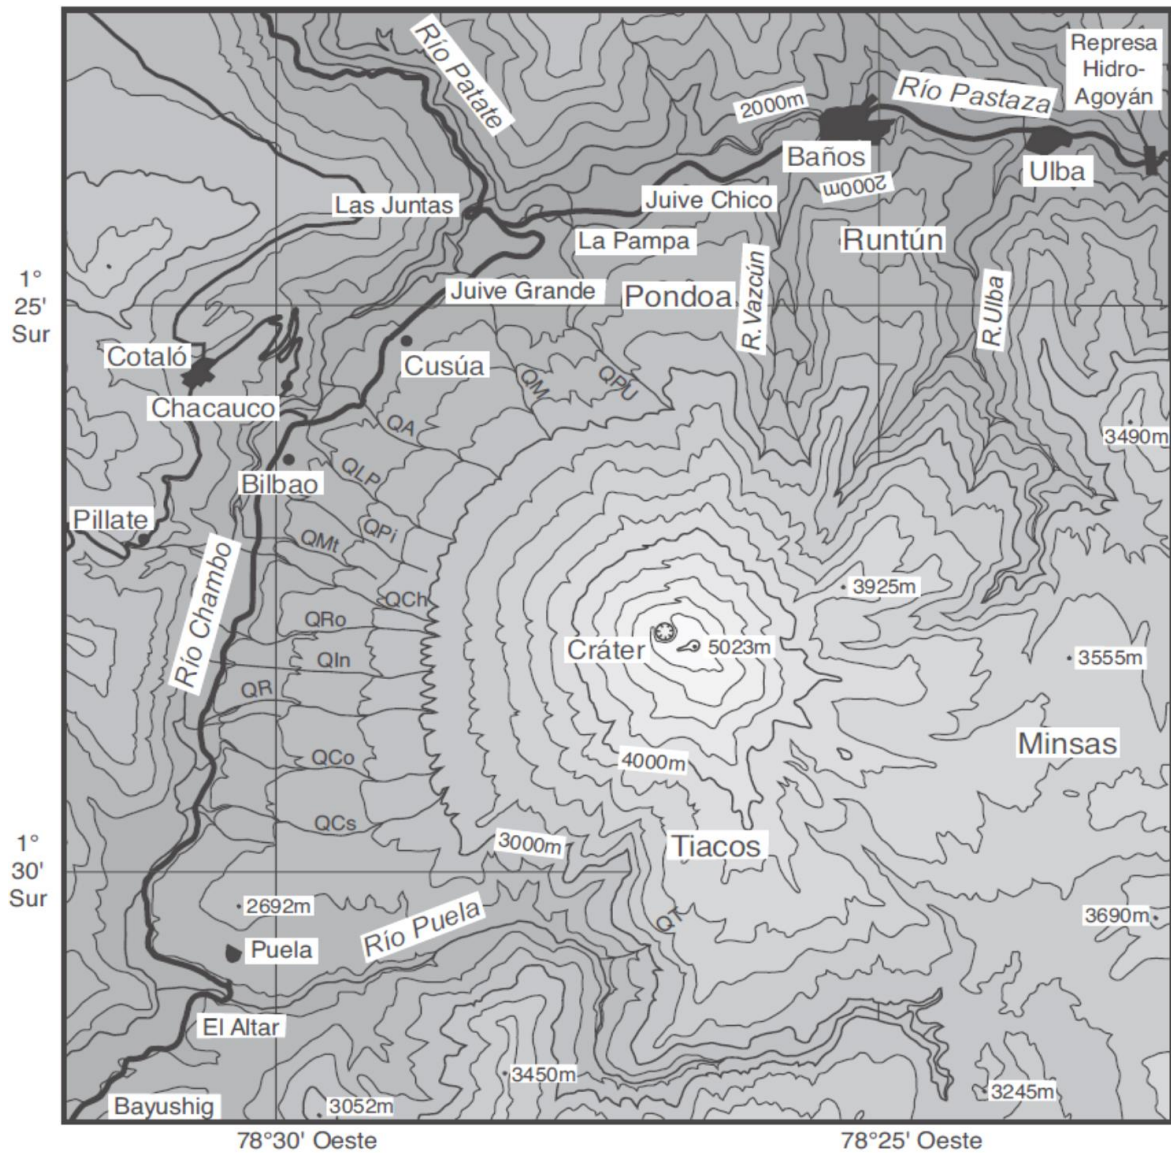 Represa
Hidro-
Agoyán
Río Patate
2000m
Río Pastaza
Baños
Ulba
2000m
Las Juntas
Juive Chico
La Pampa
Runtún
R. Vazcún
R. Ulba
1°
25'
Sur
Juive Grande
Pondoa
Cotaló
Cusúa
QM
QPU
Chacauco
QA
3490m
QLP
Bilbao
Pillate
QPi
QMt
Río Chambo
QCh
3925m
QRo
Cráter
5023m
QIn
3555m
QR
Minsas
QCo
4000m
QCs
3000m
Tiacos
1°
30'
Sur
2692m
Río Puela
QT
3690m
Puela
El Altar
3450m
3245m
Bayushig
3052m
78°30' Oeste
78°25' Oeste